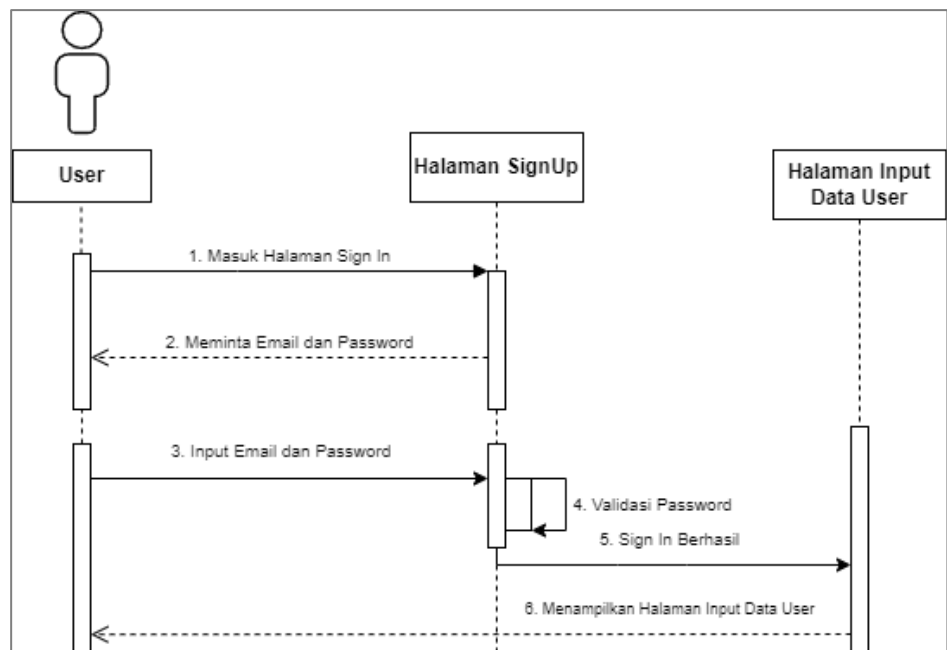 User
Halaman SignUp
Halaman Input
Data User
1. Masuk Halaman Sign In
2. Meminta Email dan Password
3. Input Email dan Password
4. Validasi Password
5. Sign In Berhasil
6. Menampilkan Halaman Input Data User